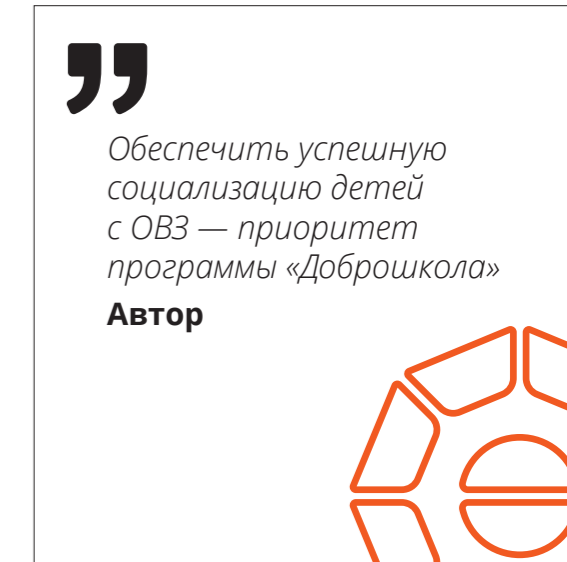 ”
Обеспечить успешную
социализацию детей
с ОВЗ — приоритет
программы «Доброшкола»
Автор